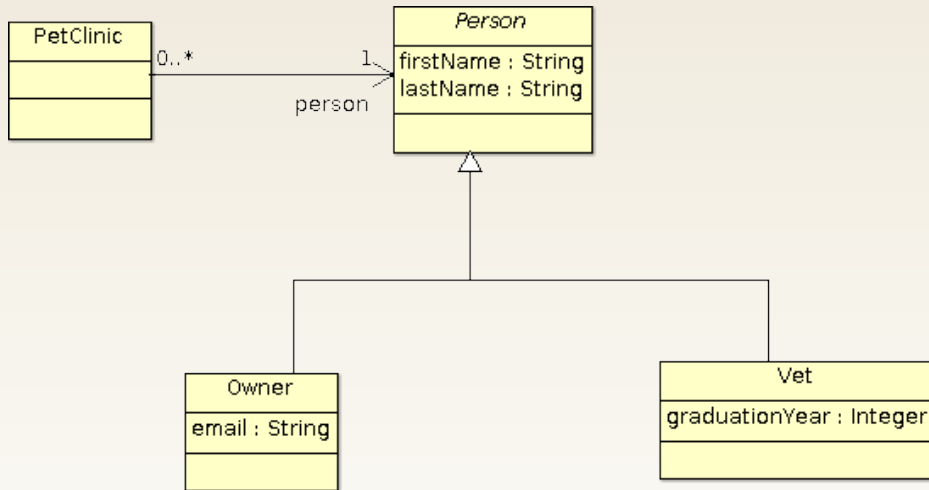 PetClinic
0..*
1
person
Person
firstName : String
lastName : String
Owner
email : String
Vet
graduationYear : Integer